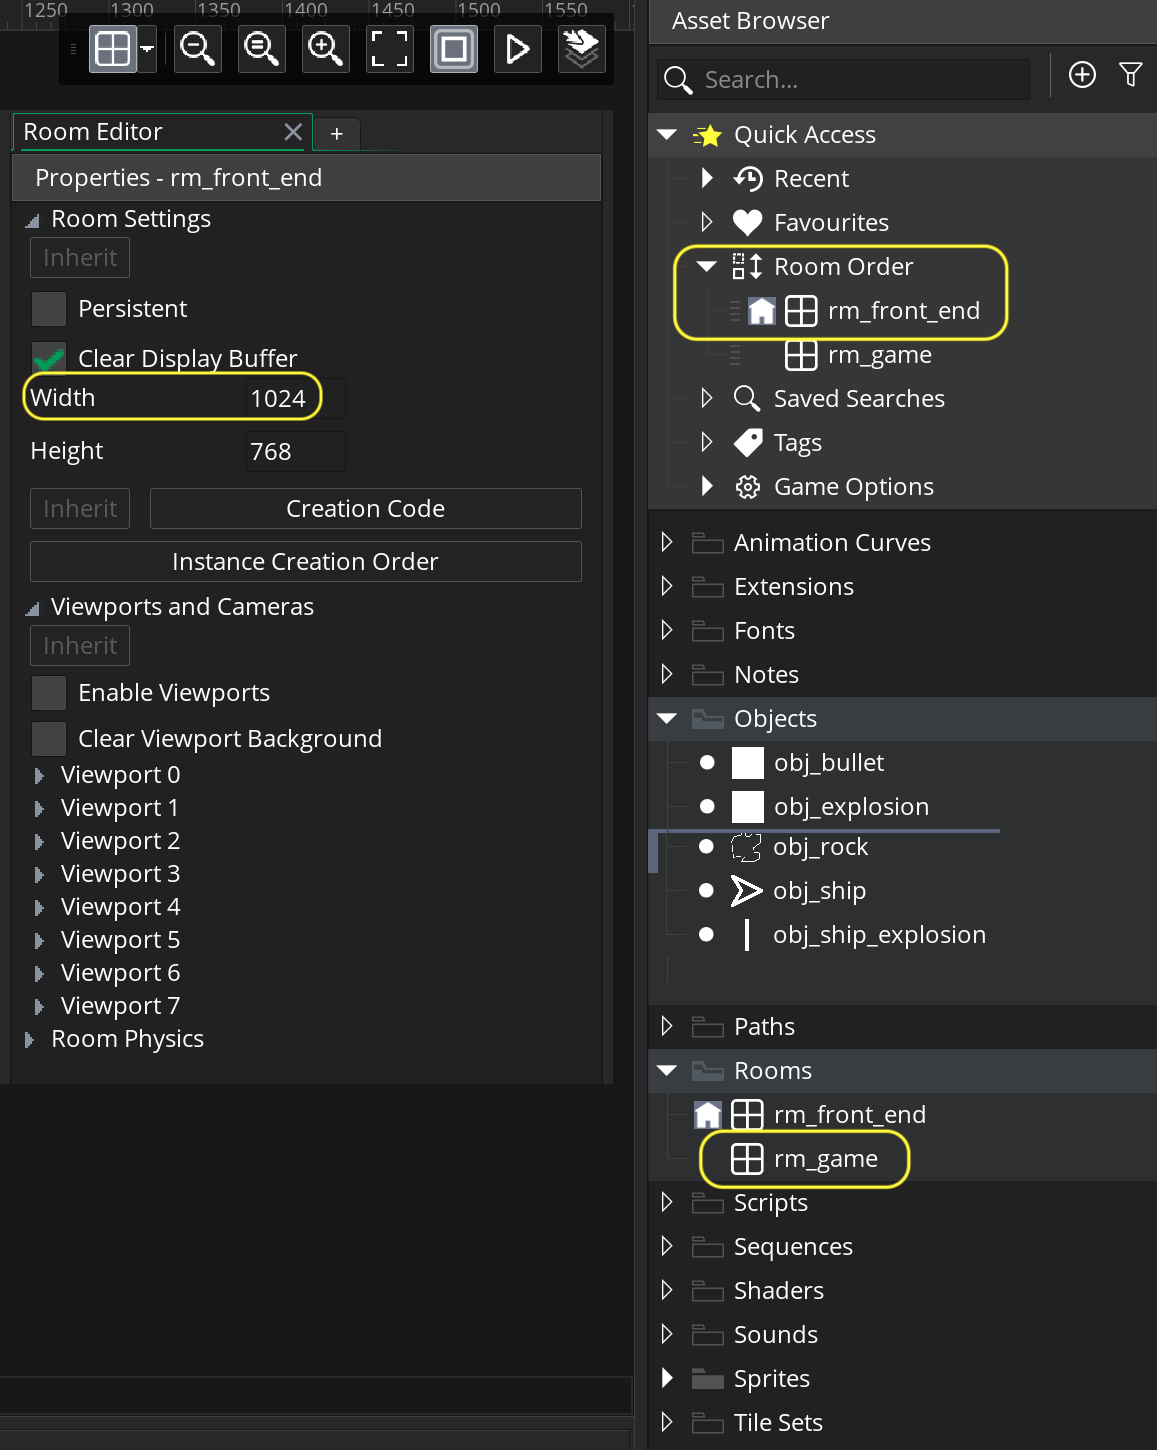 1250 1300 1350 1400 1450 1500 1550
Room Editor
+
Properties - rm_front_end
Room Settings
Inherit
Persistent
Clear Display Buffer
Width 1024
Height 768
Inherit Creation Code
Instance Creation Order
Viewports and Cameras
Inherit
Enable Viewports
Clear Viewport Background
Viewport 0
Viewport 1
Viewport 2
Viewport 3
Viewport 4
Viewport 5
Viewport 6
Viewport 7
Room Physics
Asset Browser
Search...
Quick Access
Recent
Favourites
Room Order
rm_front_end
rm_game
Saved Searches
Tags
Game Options
Animation Curves
Extensions
Fonts
Notes
Objects
obj_bullet
obj_explosion
obj_rock
obj_ship
obj_ship_explosion
Paths
Rooms
rm_front_end
rm_game
Scripts
Sequences
Shaders
Sounds
Sprites
Tile Sets